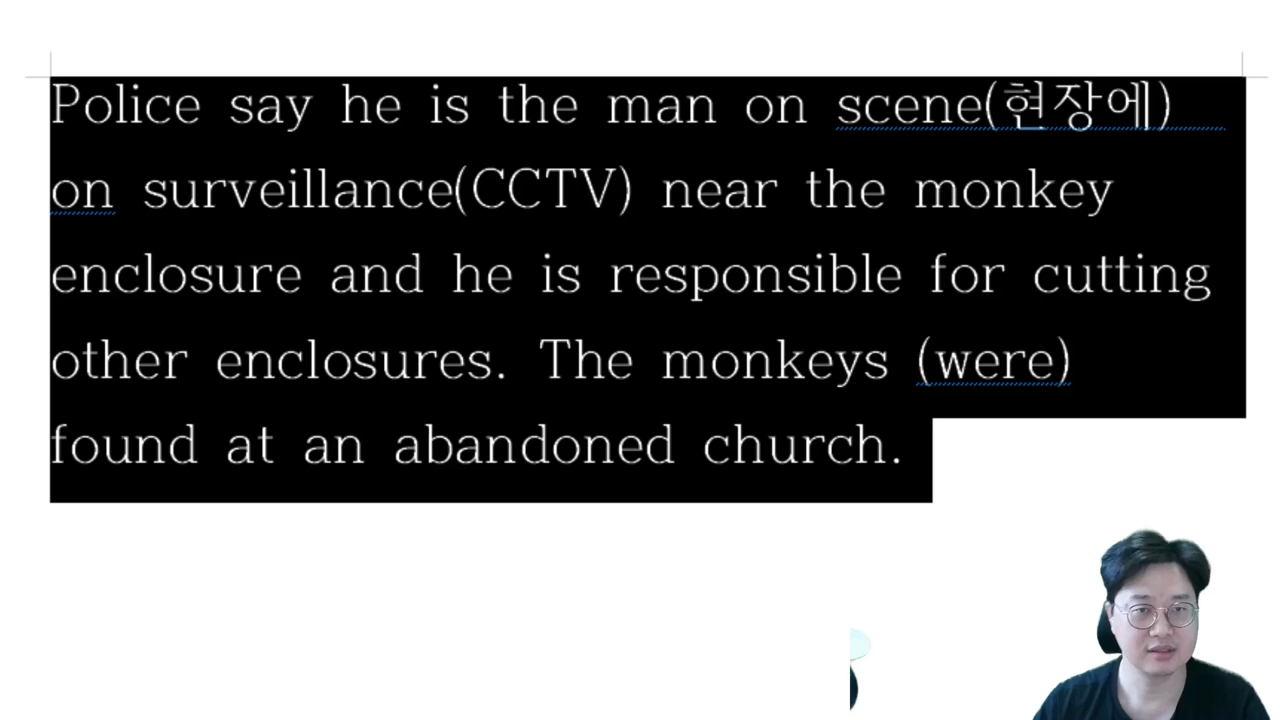 Police say he is the man on scene(현장에)
on surveillance(CCTV) near the monkey
enclosure and he is responsible for cutting
other enclosures. The monkeys (were)
found at an abandoned church.